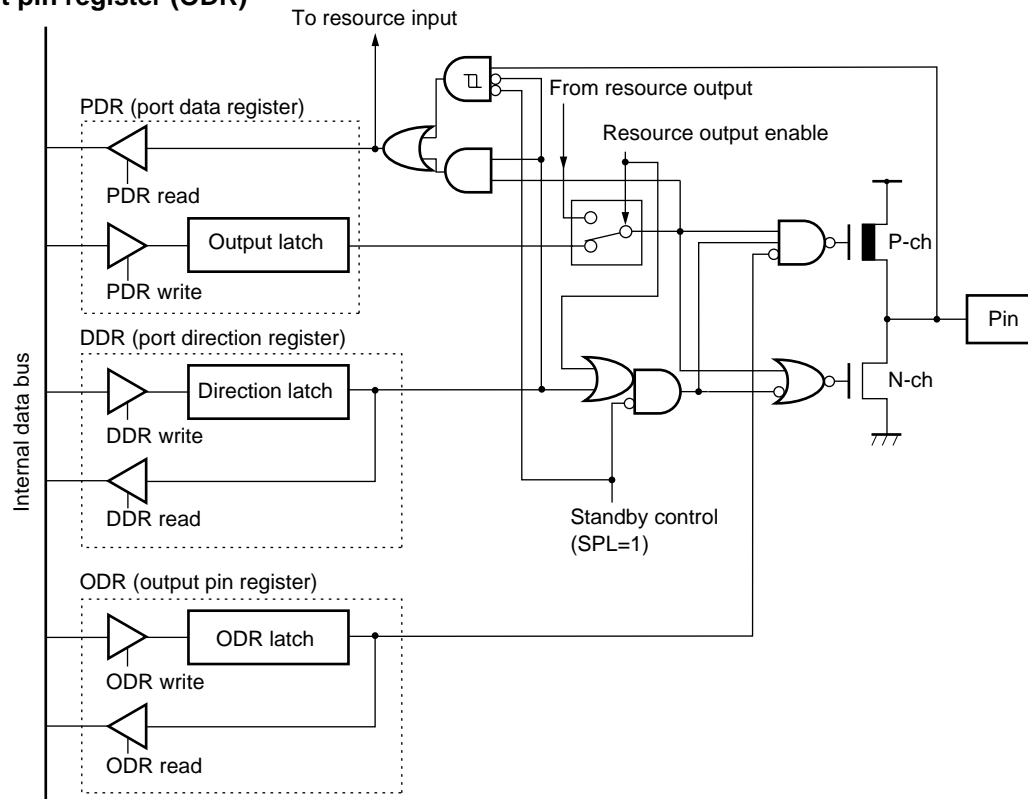 pin register (ODR)
To resource input
From resource output
PDR (port data register)
Resource output enable
PDR read
Output latch
P-ch
PDR write
Pin
DDR (port direction register)
Direction latch
N-ch
DDR write
Internal data bus
DDR read
Standby control
(SPL=1)
ODR (output pin register)
ODR latch
ODR write
ODR read